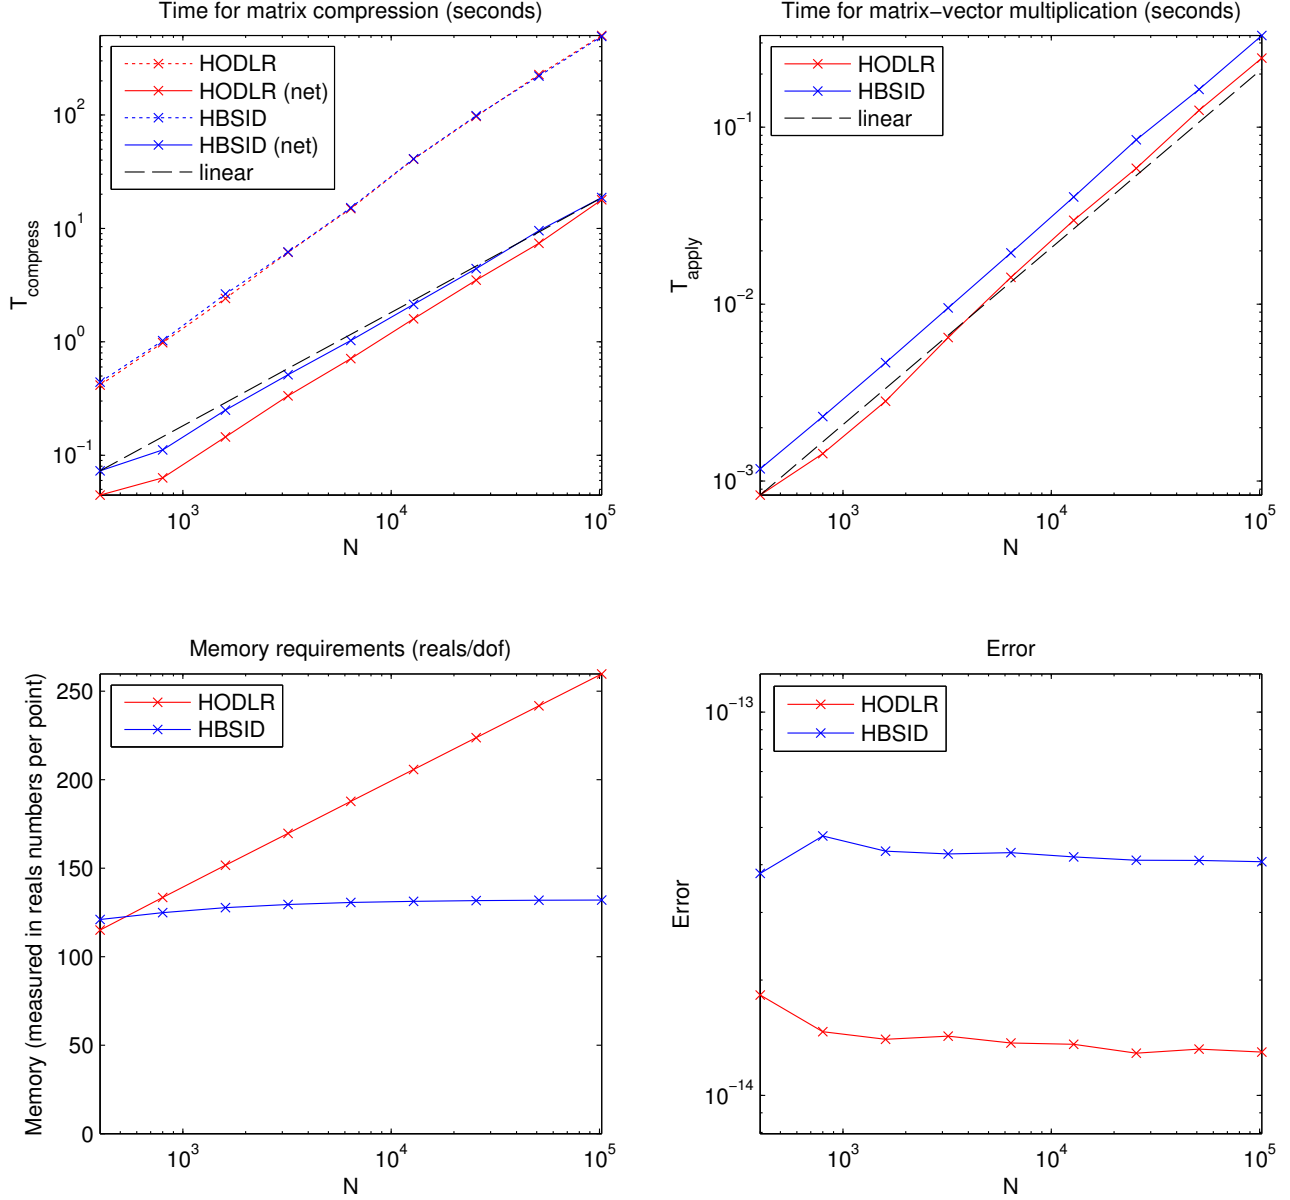 Time for matrix compression (seconds)
HODLR
HODLR (net)
HBSID
HBSID (net)
linear
10^2
10^1
10^0
10^−1
T_compress
10^3
10^4
10^5
N
Time for matrix−vector multiplication (seconds)
HODLR
HBSID
linear
10^−1
10^−2
10^−3
T_apply
10^3
10^4
10^5
N
Memory requirements (reals/dof)
HODLR
HBSID
250
200
150
100
50
0
Memory (measured in reals numbers per point)
10^3
10^4
10^5
N
Error
HODLR
HBSID
10^−13
10^−14
Error
10^3
10^4
10^5
N